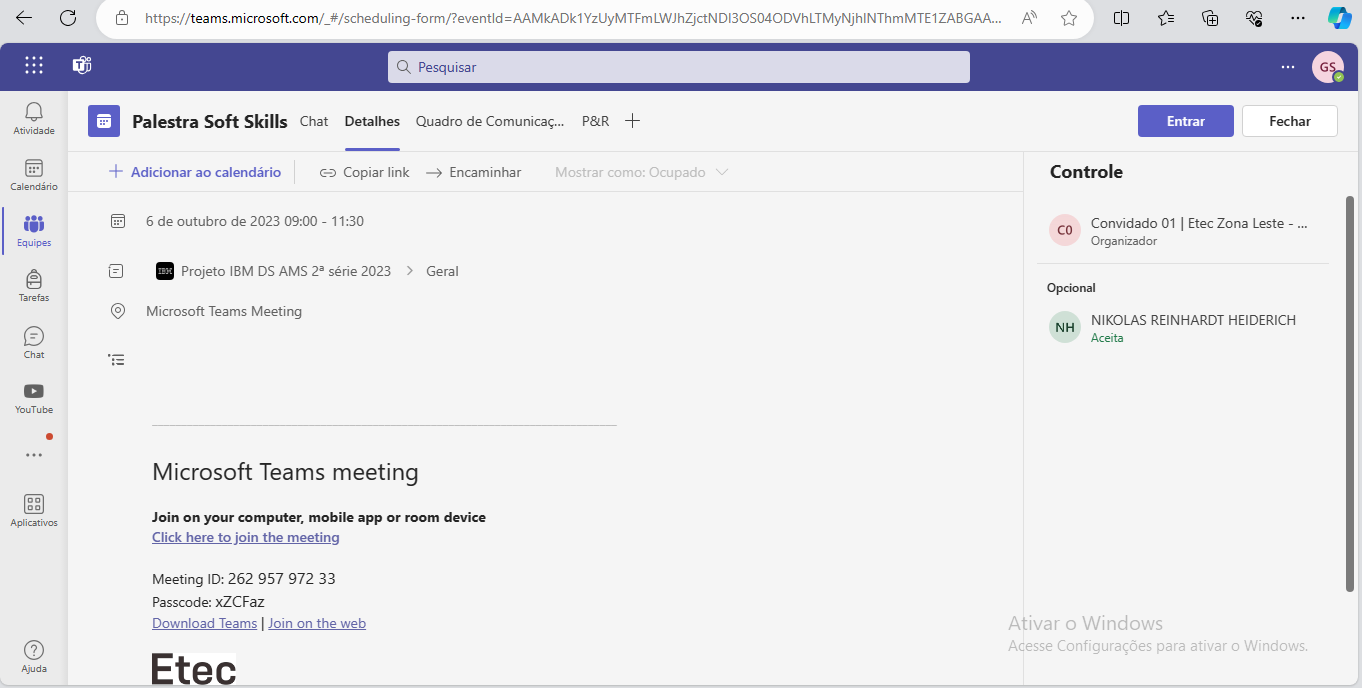 https://teams.microsoft.com/_#/scheduling-form/?eventId=AAMkADk1YzUyMTFmLWJhZjctNDI3OS04ODVhLTMyNjhlNThmMTE1ZABGAA...
Pesquisar
GS
Atividade
Calendário
Equipes
Tarefas
Chat
YouTube
Aplicativos
Ajuda
Palestra Soft Skills Chat Detalhes Quadro de Comunicaç... P&R
Entrar Fechar
Adicionar ao calendário Copiar link Encaminhar Mostrar como: Ocupado
6 de outubro de 2023 09:00 - 11:30
IBM Projeto IBM DS AMS 2ª série 2023 > Geral
Microsoft Teams Meeting
Microsoft Teams meeting
Join on your computer, mobile app or room device
Click here to join the meeting
Meeting ID: 262 957 972 33
Passcode: xZCFaz
Download Teams | Join on the web
Etec
Controle
C0 Convidado 01 | Etec Zona Leste - ...
Organizador
Opcional
NH NIKOLAS REINHARDT HEIDERICH
Aceita
Ativar o Windows
Acesse Configurações para ativar o Windows.